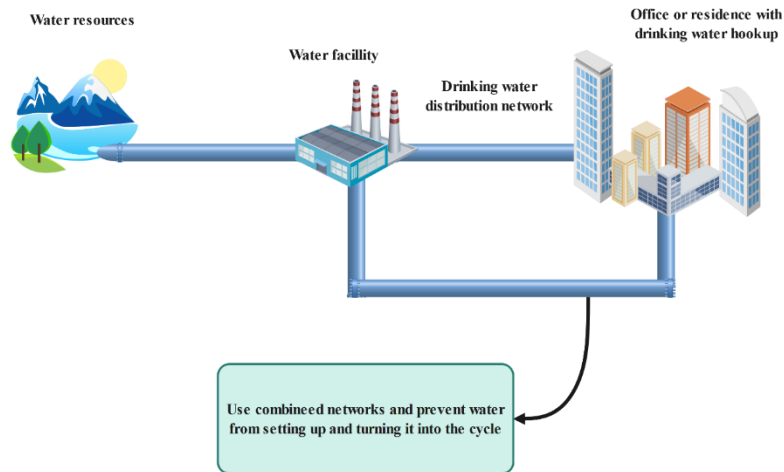 Water resources
Water facillity
Drinking water
distribution network
Office or residence with
drinking water hookup
Use combineed networks and prevent water
from setting up and turning it into the cycle